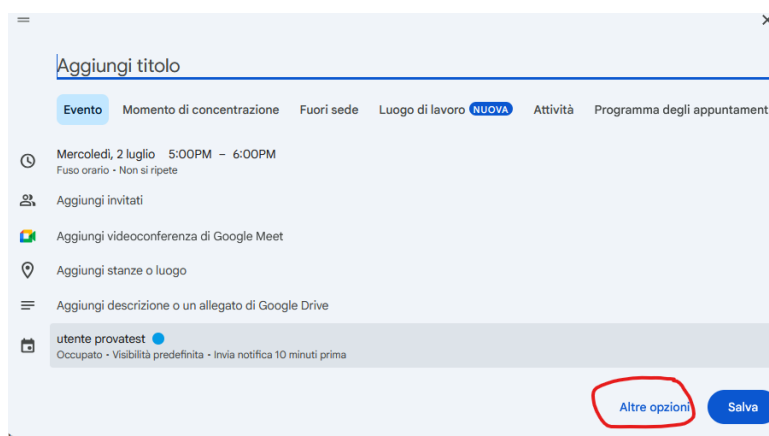 Aggiungi titolo
Evento Momento di concentrazione Fuori sede Luogo di lavoro NUOVA Attività Programma degli appuntament
Mercoledì, 2 luglio 5:00PM – 6:00PM
Fuso orario • Non si ripete
Aggiungi invitati
Aggiungi videoconferenza di Google Meet
Aggiungi stanze o luogo
Aggiungi descrizione o un allegato di Google Drive
utente provatest
Occupato • Visibilità predefinita • Invia notifica 10 minuti prima
Altre opzioni Salva